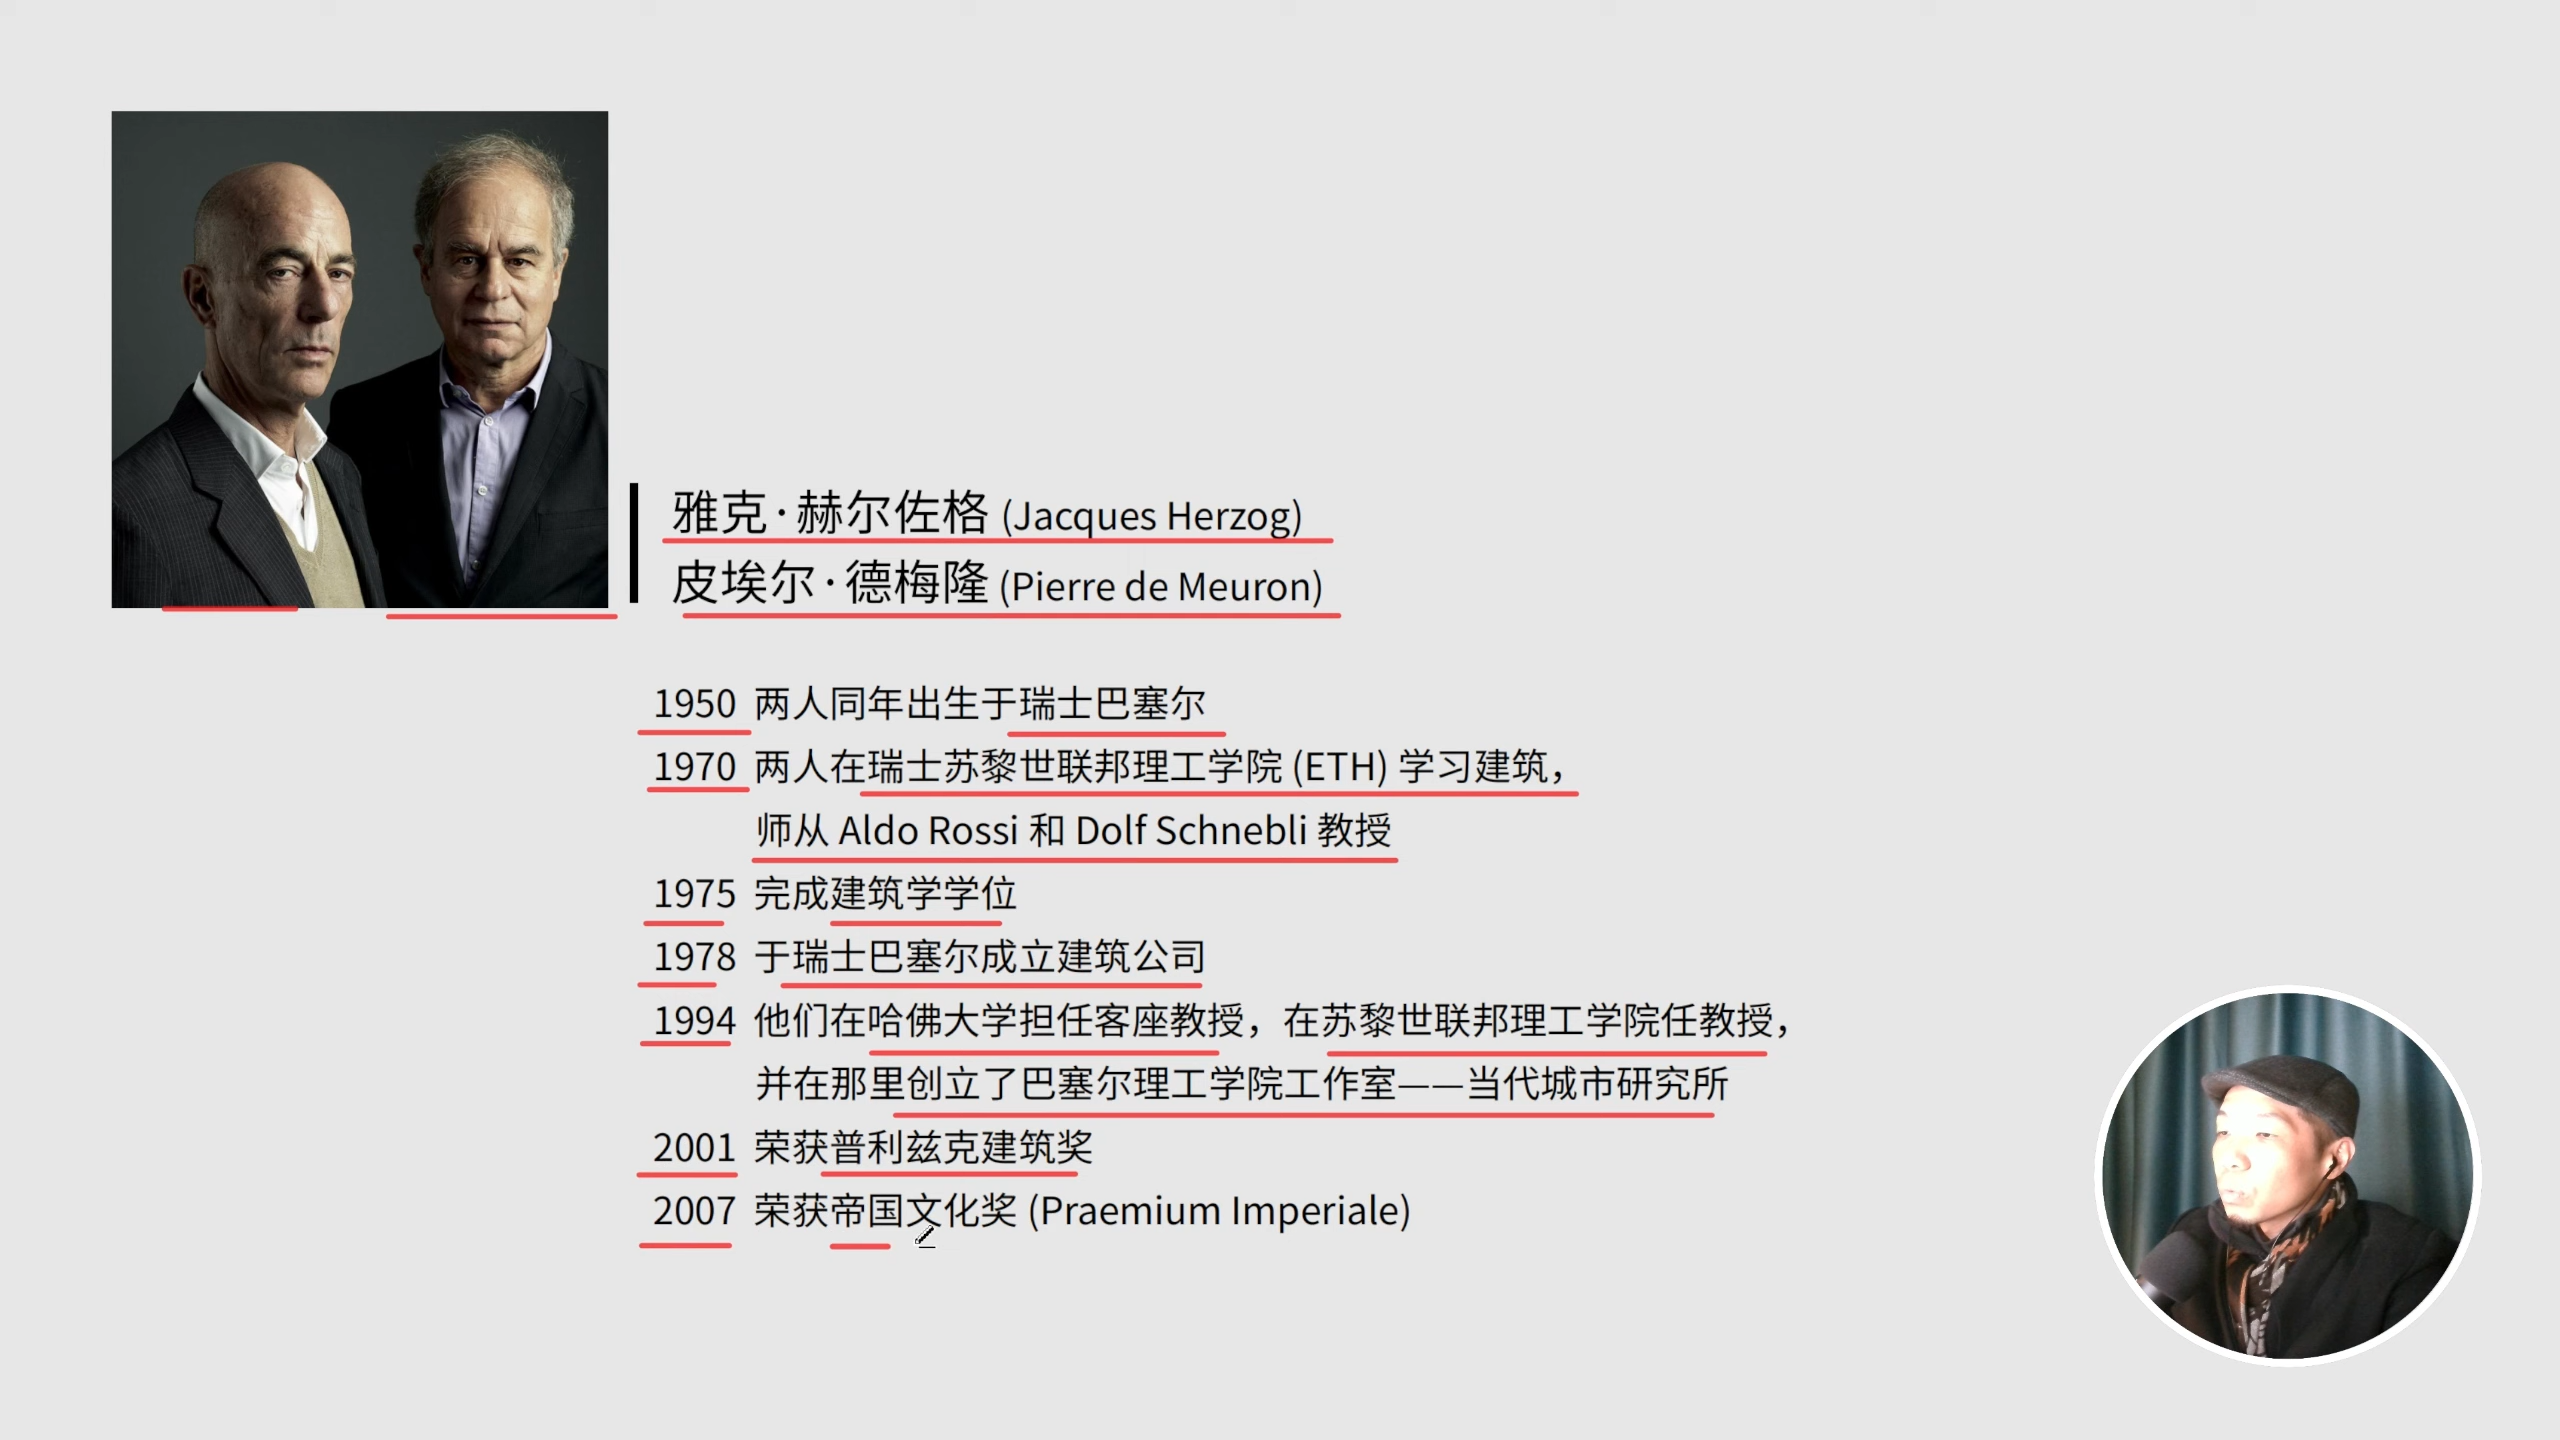 雅克·赫尔佐格 (Jacques Herzog)
皮埃尔·德梅隆 (Pierre de Meuron)
1950 两人同年出生于瑞士巴塞尔
1970 两人在瑞士苏黎世联邦理工学院 (ETH) 学习建筑，
师从 Aldo Rossi 和 Dolf Schnebli 教授
1975 完成建筑学学位
1978 于瑞士巴塞尔成立建筑公司
1994 他们在哈佛大学担任客座教授，在苏黎世联邦理工学院任教授，
并在那里创立了巴塞尔理工学院工作室——当代城市研究所
2001 荣获普利兹克建筑奖
2007 荣获帝国文化奖 (Praemium Imperiale)